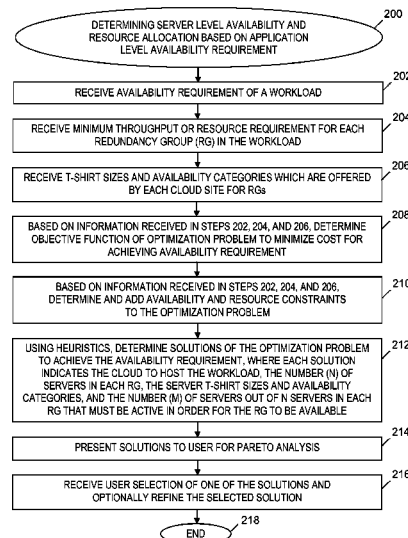 DETERMINING SERVER LEVEL AVAILABILITY AND
RESOURCE ALLOCATION BASED ON APPLICATION
LEVEL AVAILABILITY REQUIREMENT
200
202
RECEIVE AVAILABILITY REQUIREMENT OF A WORKLOAD
204
RECEIVE MINIMUM THROUGHPUT OR RESOURCE REQUIREMENT FOR EACH
REDUNDANCY GROUP (RG) IN THE WORKLOAD
206
RECEIVE T-SHIRT SIZES AND AVAILABILITY CATEGORIES WHICH ARE OFFERED
BY EACH CLOUD SITE FOR RGs
208
BASED ON INFORMATION RECEIVED IN STEPS 202, 204, AND 206, DETERMINE
OBJECTIVE FUNCTION OF OPTIMIZATION PROBLEM TO MINIMIZE COST FOR
ACHIEVING AVAILABILITY REQUIREMENT
210
BASED ON INFORMATION RECEIVED IN STEPS 202, 204, AND 206,
DETERMINE AND ADD AVAILABILITY AND RESOURCE CONSTRAINTS
TO THE OPTIMIZATION PROBLEM
212
USING HEURISTICS, DETERMINE SOLUTIONS OF THE OPTIMIZATION PROBLEM
TO ACHIEVE THE AVAILABILITY REQUIREMENT, WHERE EACH SOLUTION
INDICATES THE CLOUD TO HOST THE WORKLOAD, THE NUMBER (N) OF
SERVERS IN EACH RG, THE SERVER T-SHIRT SIZES AND AVAILABILITY
CATEGORIES, AND THE NUMBER (M) OF SERVERS OUT OF N SERVERS IN EACH
RG THAT MUST BE ACTIVE IN ORDER FOR THE RG TO BE AVAILABLE
214
PRESENT SOLUTIONS TO USER FOR PARETO ANALYSIS
216
RECEIVE USER SELECTION OF ONE OF THE SOLUTIONS AND
OPTIONALLY REFINE THE SELECTED SOLUTION
218
END